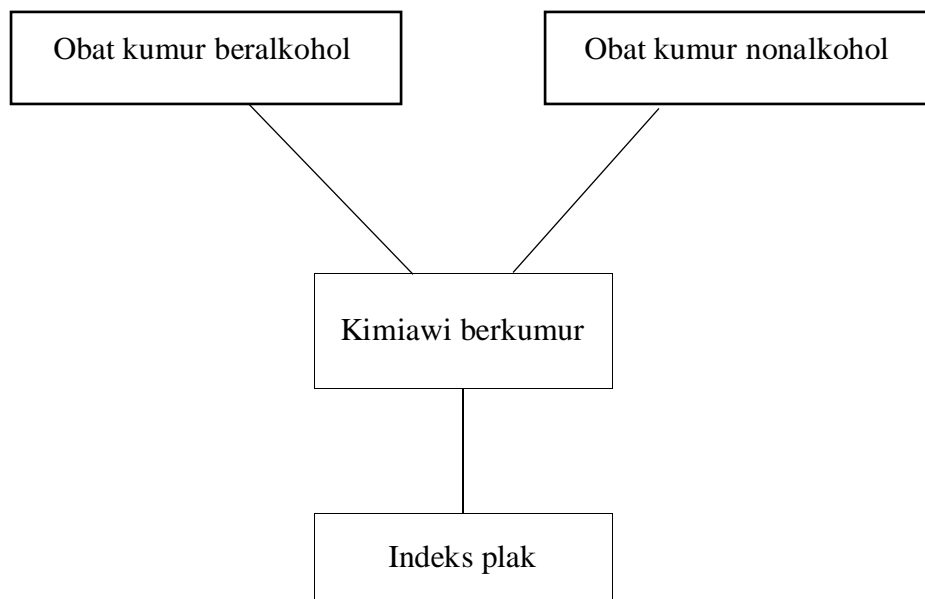 Obat kumur beralkohol
Obat kumur nonalkohol
Kimiawi berkumur
Indeks plak